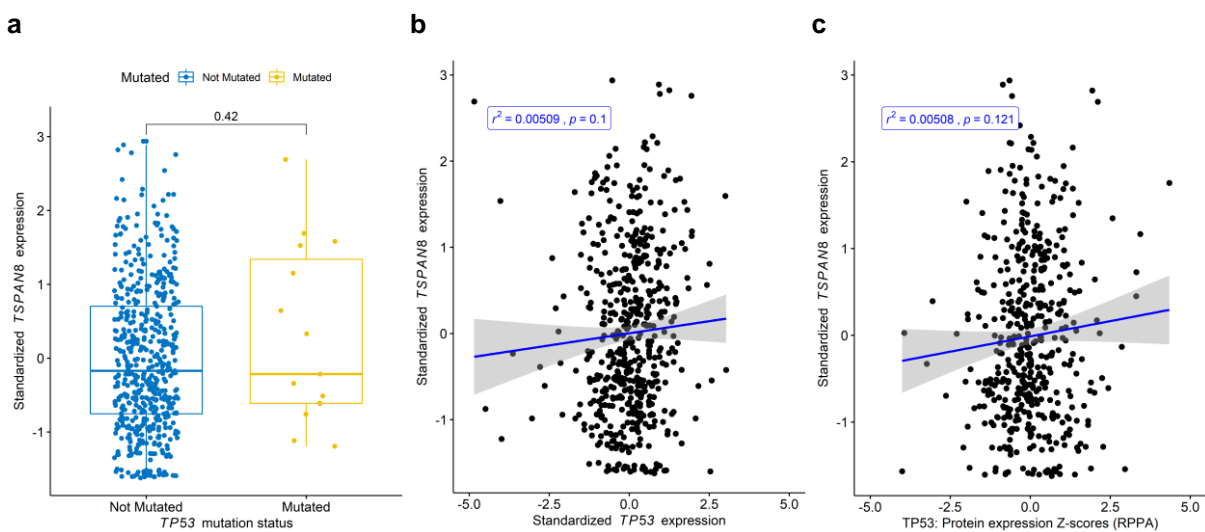 a
Mutated Not Mutated Mutated
0.42
3
2
1
0
-1
Standardized TSPAN8 expression
Not Mutated Mutated
TP53 mutation status
b
r² = 0.00509 , p = 0.1
3
2
1
0
-1
Standardized TSPAN8 expression
-5.0 -2.5 0.0 2.5 5.0
Standardized TP53 expression
c
r² = 0.00508 , p = 0.121
3
2
1
0
-1
Standardized TSPAN8 expression
-5.0 -2.5 0.0 2.5 5.0
TP53: Protein expression Z-scores (RPPA)